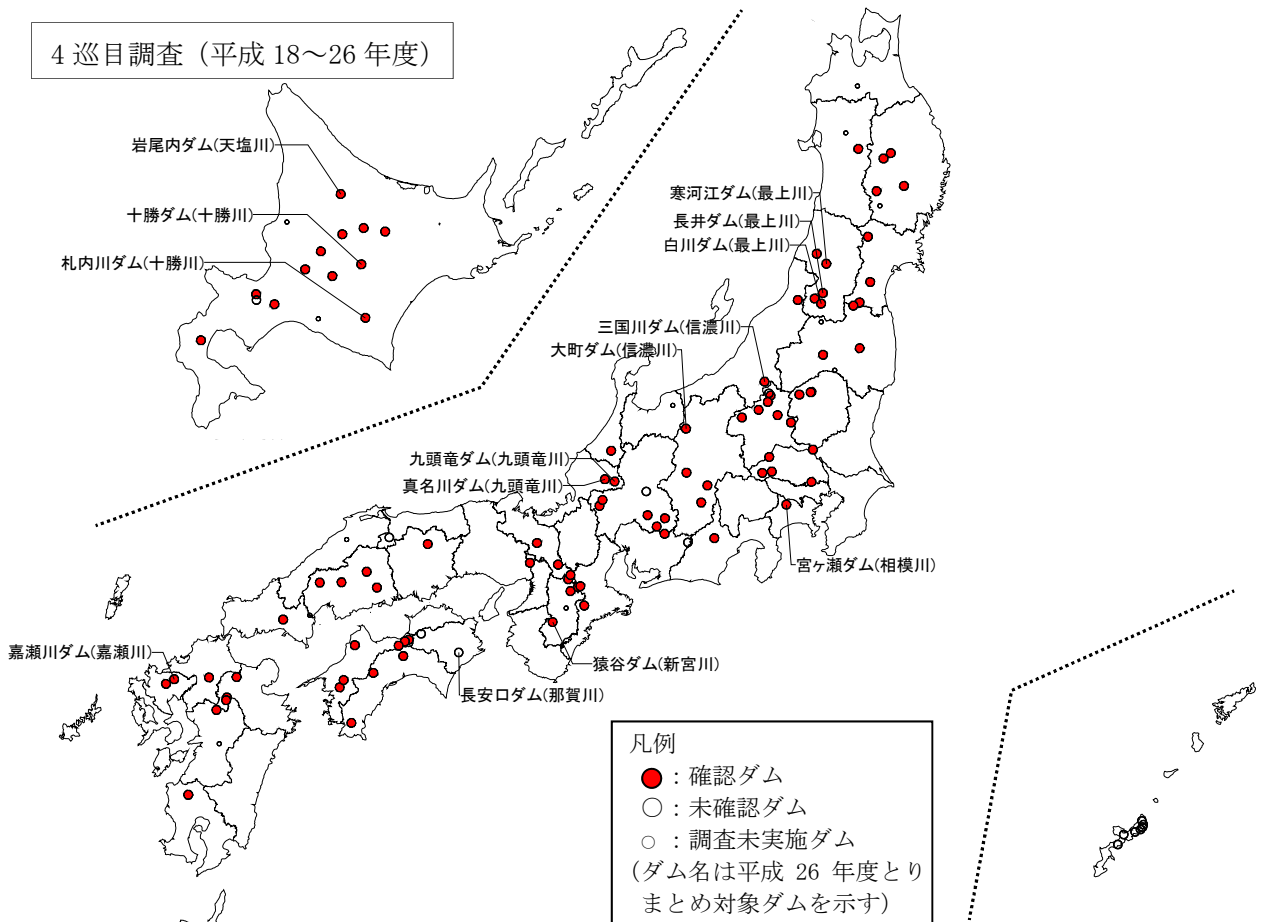 4 巡目調査（平成 18～26 年度）
岩尾内ダム(天塩川)
十勝ダム(十勝川)
札内川ダム(十勝川)
寒河江ダム(最上川)
長井ダム(最上川)
白川ダム(最上川)
三国川ダム(信濃川)
大町ダム(信濃川)
九頭竜ダム(九頭竜川)
真名川ダム(九頭竜川)
宮ヶ瀬ダム(相模川)
嘉瀬川ダム(嘉瀬川)
猿谷ダム(新宮川)
長安口ダム(那賀川)
凡例
：確認ダム
：未確認ダム
：調査未実施ダム
(ダム名は平成 26 年度とり
まとめ対象ダムを示す)